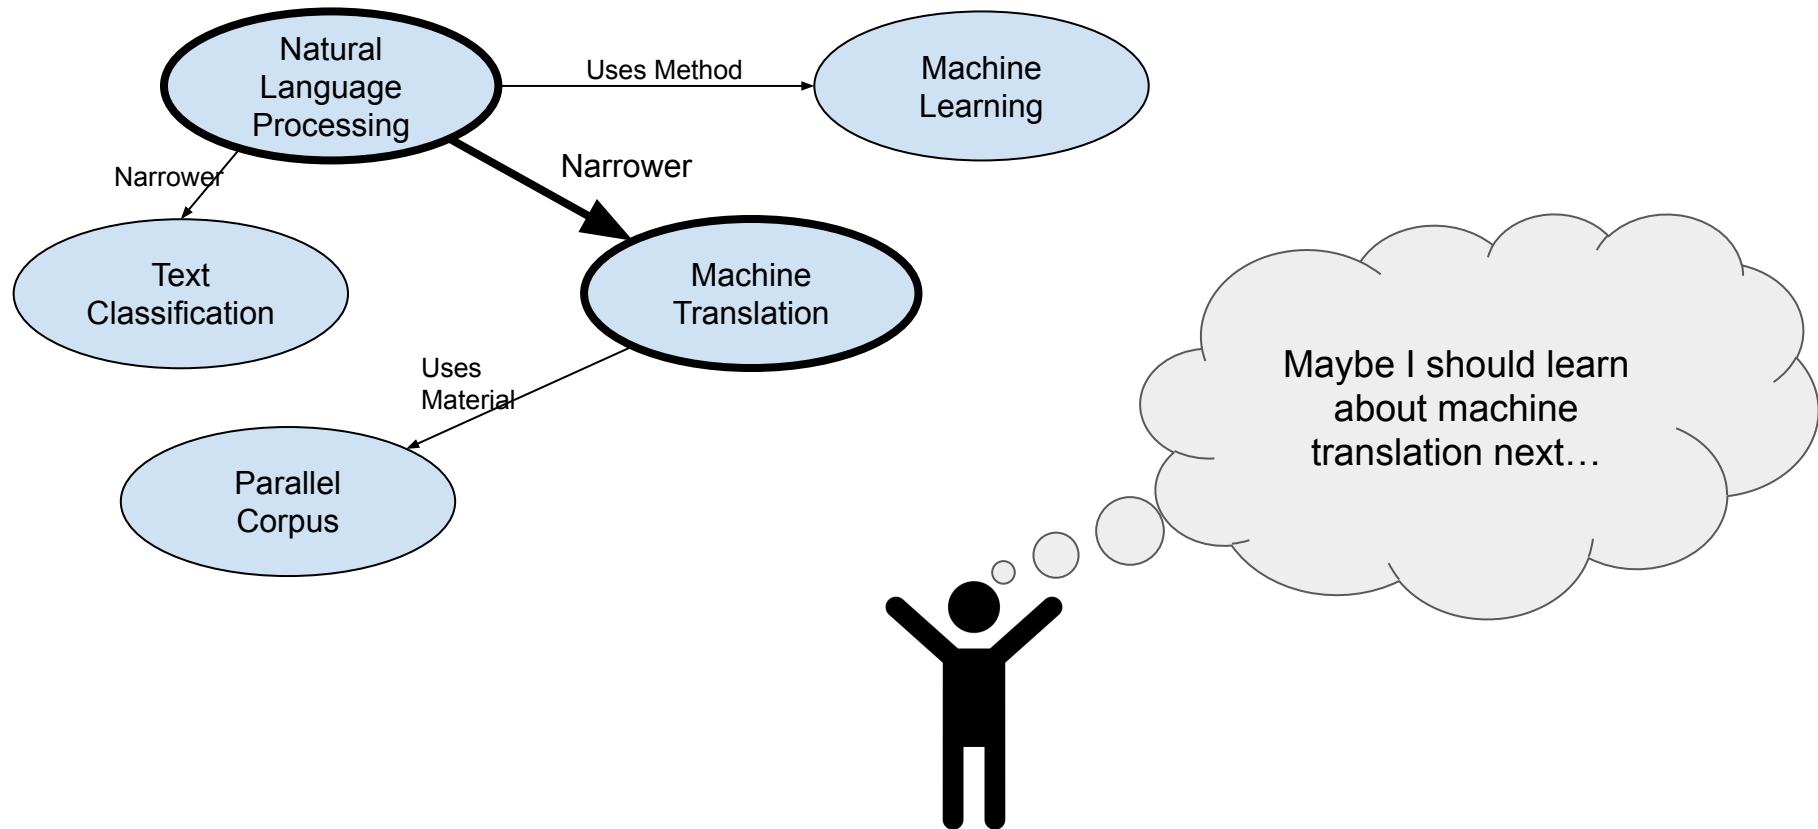 Natural
Language
Processing
Uses Method
Machine
Learning
Narrower
Narrower
Text
Classification
Machine
Translation
Uses
Material
Parallel
Corpus
Maybe I should learn
about machine
translation next…